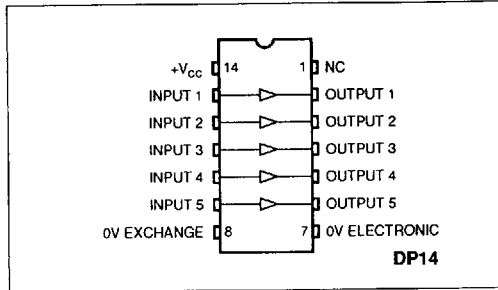 +VCC 14 1 NC
INPUT 1 OUTPUT 1
INPUT 2 OUTPUT 2
INPUT 3 OUTPUT 3
INPUT 4 OUTPUT 4
INPUT 5 OUTPUT 5
0V EXCHANGE 8 7 0V ELECTRONIC
DP14